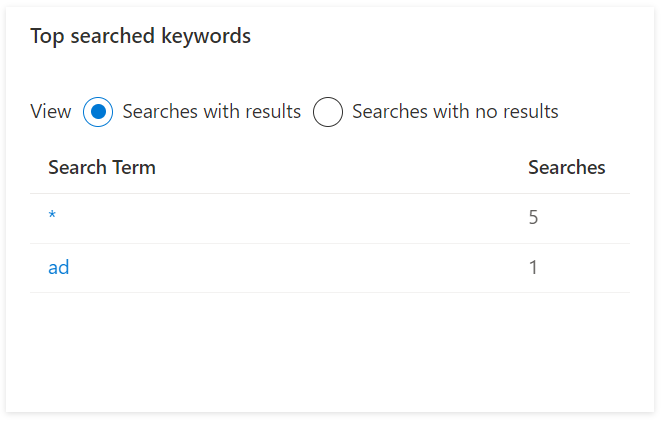 Top searched keywords
View Searches with results Searches with no results
Search Term Searches
* 5
ad 1